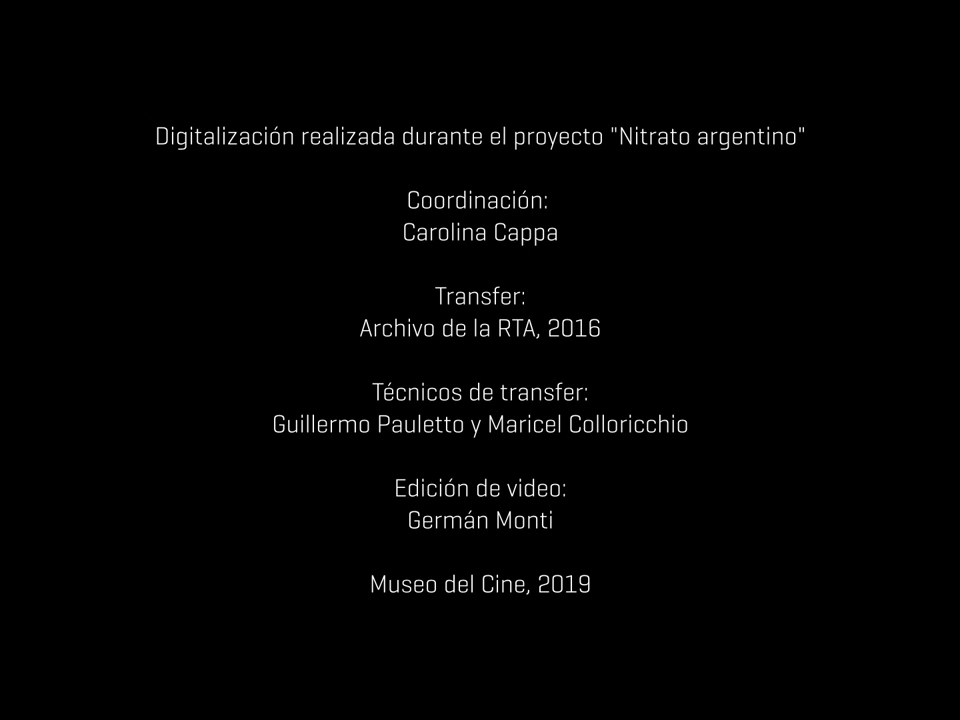 Digitalización realizada durante el proyecto "Nitrato argentino"
Coordinación:
Carolina Cappa
Transfer:
Archivo de la RTA, 2016
Técnicos de transfer:
Guillermo Pauletto y Maricel Colloricchio
Edición de video:
Germán Monti
Museo del Cine, 2019